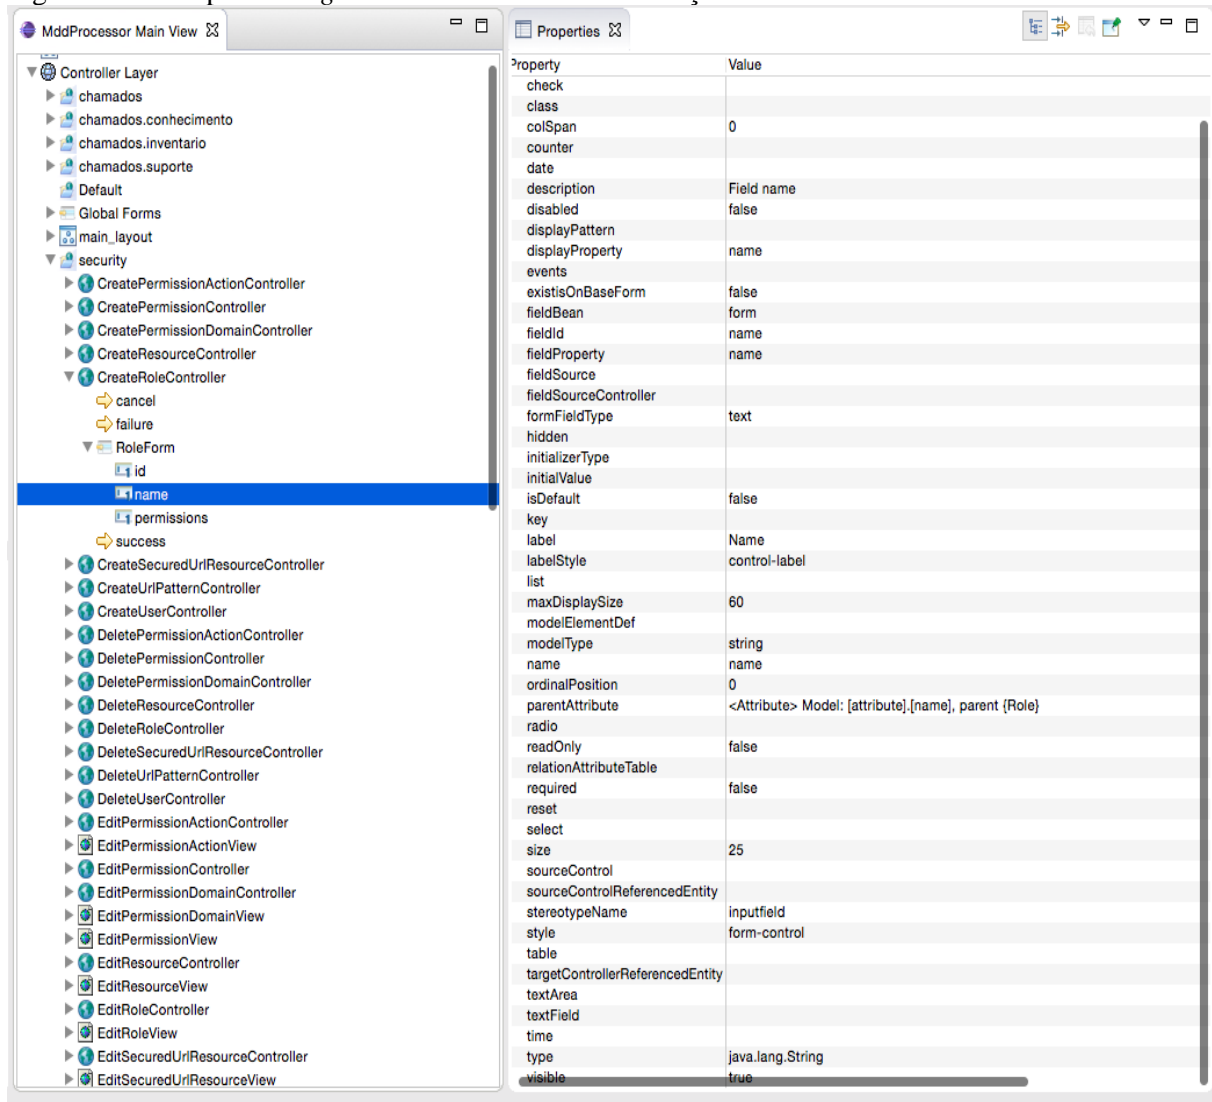 MddProcessor Main View
Controller Layer
chamados
chamados.conhecimento
chamados.inventario
chamados.suporte
Default
Global Forms
main_layout
security
CreatePermissionActionController
CreatePermissionController
CreatePermissionDomainController
CreateResourceController
CreateRoleController
cancel
failure
RoleForm
id
name
permissions
success
CreateSecuredUrlResourceController
CreateUrlPatternController
CreateUserController
DeletePermissionActionController
DeletePermissionController
DeletePermissionDomainController
DeleteResourceController
DeleteRoleController
DeleteSecuredUrlResourceController
DeleteUrlPatternController
DeleteUserController
EditPermissionActionController
EditPermissionActionView
EditPermissionController
EditPermissionDomainController
EditPermissionDomainView
EditPermissionView
EditResourceController
EditResourceView
EditRoleController
EditRoleView
EditSecuredUrlResourceController
EditSecuredUrlResourceView
Properties
Property Value
check
class
colSpan 0
counter
date
description Field name
disabled false
displayPattern
displayProperty name
events
existisOnBaseForm false
fieldBean form
fieldId name
fieldProperty name
fieldSource
fieldSourceController
formFieldType text
hidden
initializerType
initialValue
isDefault false
key
label Name
labelStyle control-label
list
maxDisplaySize 60
modelElementDef
modelType string
name name
ordinalPosition 0
parentAttribute <Attribute> Model: [attribute].[name], parent {Role}
radio
readOnly false
relationAttributeTable
required false
reset
select
size 25
sourceControl
sourceControlReferencedEntity
stereotypeName inputfield
style form-control
table
targetControllerReferencedEntity
textArea
textField
time
type java.lang.String
visible true